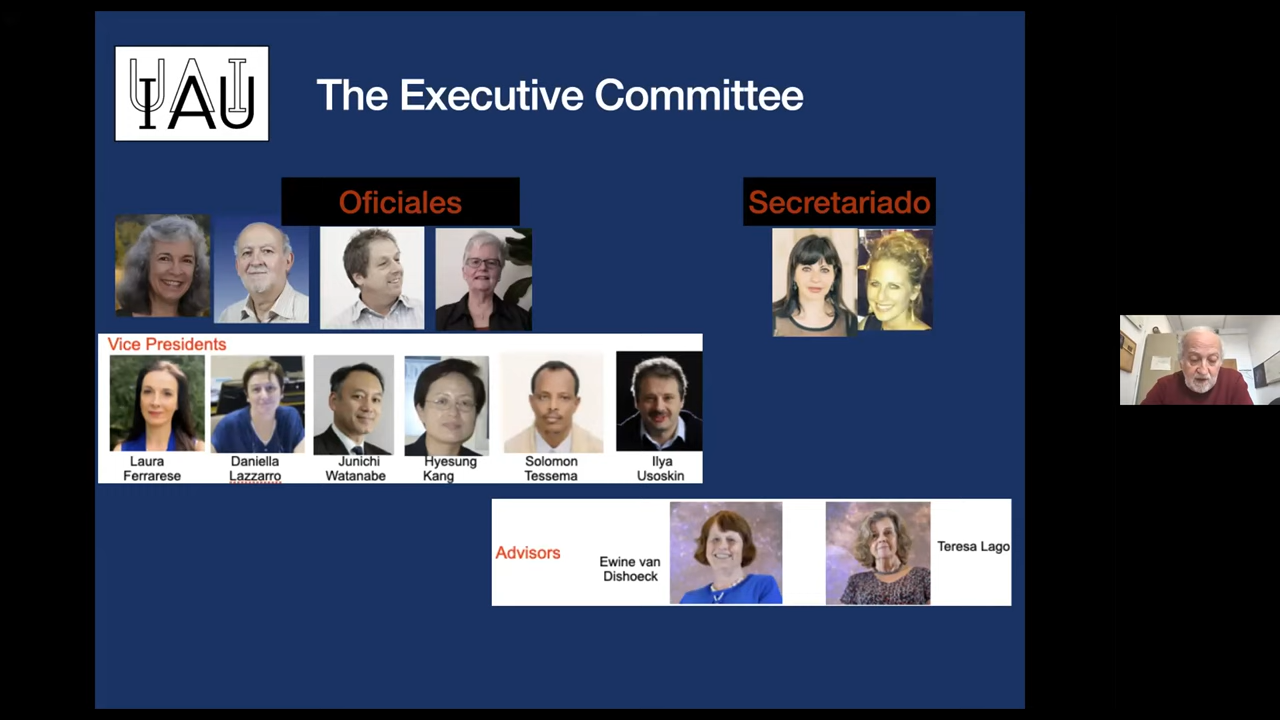 UAI
IAU
The Executive Committee
Oficiales
Secretariado
Vice Presidents
Laura
Ferrarese
Daniella
Lazzarro
Junichi
Watanabe
Hyesung
Kang
Solomon
Tessema
Ilya
Usoskin
Advisors
Ewine van
Dishoeck
Teresa Lago